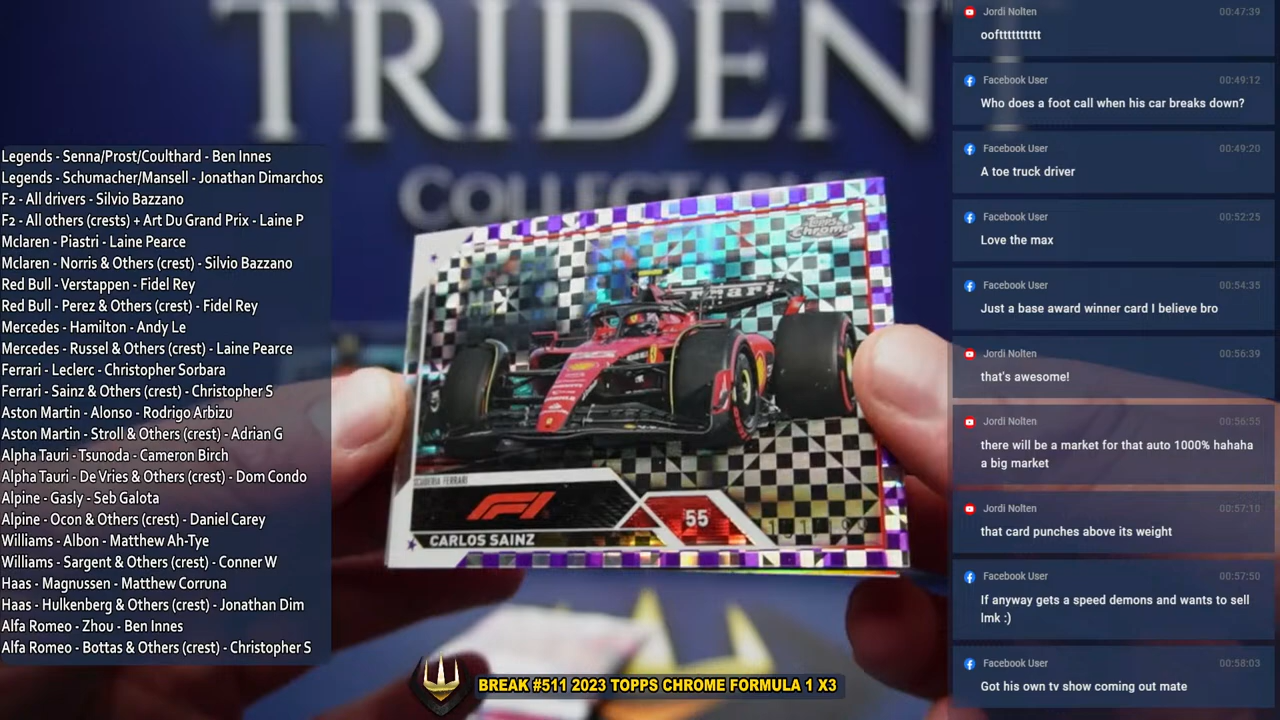 TRIDEN
COLLECTABL
Legends - Senna/Prost/Coulthard - Ben Innes
Legends - Schumacher/Mansell - Jonathan Dimarchos
F2 - All drivers - Silvio Bazzano
F2 - All others (crests) + Art Du Grand Prix - Laine P
Mclaren - Piastri - Laine Pearce
Mclaren - Norris & Others (crest) - Silvio Bazzano
Red Bull - Verstappen - Fidel Rey
Red Bull - Perez & Others (crest) - Fidel Rey
Mercedes - Hamilton - Andy Le
Mercedes - Russel & Others (crest) - Laine Pearce
Ferrari - Leclerc - Christopher Sorbara
Ferrari - Sainz & Others (crest) - Christopher S
Aston Martin - Alonso - Rodrigo Arbizu
Aston Martin - Stroll & Others (crest) - Adrian G
Alpha Tauri - Tsunoda - Cameron Birch
Alpha Tauri - De Vries & Others (crest) - Dom Condo
Alpine - Gasly - Seb Galota
Alpine - Ocon & Others (crest) - Daniel Carey
Williams - Albon - Matthew Ah-Tye
Williams - Sargent & Others (crest) - Conner W
Haas - Magnussen - Matthew Corruna
Haas - Hulkenberg & Others (crest) - Jonathan Dim
Alfa Romeo - Zhou - Ben Innes
Alfa Romeo - Bottas & Others (crest) - Christopher S
Topps
Chrome
Ferrari
SCUDERIA FERRARI
F1
55
CARLOS SAINZ
BREAK #511 2023 TOPPS CHROME FORMULA 1 X3
Jordi Nolten 00:47:39
ooftttttttttt
Facebook User 00:49:12
Who does a foot call when his car breaks down?
Facebook User 00:49:20
A toe truck driver
Facebook User 00:52:25
Love the max
Facebook User 00:54:35
Just a base award winner card I believe bro
Jordi Nolten 00:56:39
that's awesome!
Jordi Nolten 00:56:55
there will be a market for that auto 1000% hahaha
a big market
Jordi Nolten 00:57:10
that card punches above its weight
Facebook User 00:57:50
If anyway gets a speed demons and wants to sell
lmk :)
Facebook User 00:58:03
Got his own tv show coming out mate